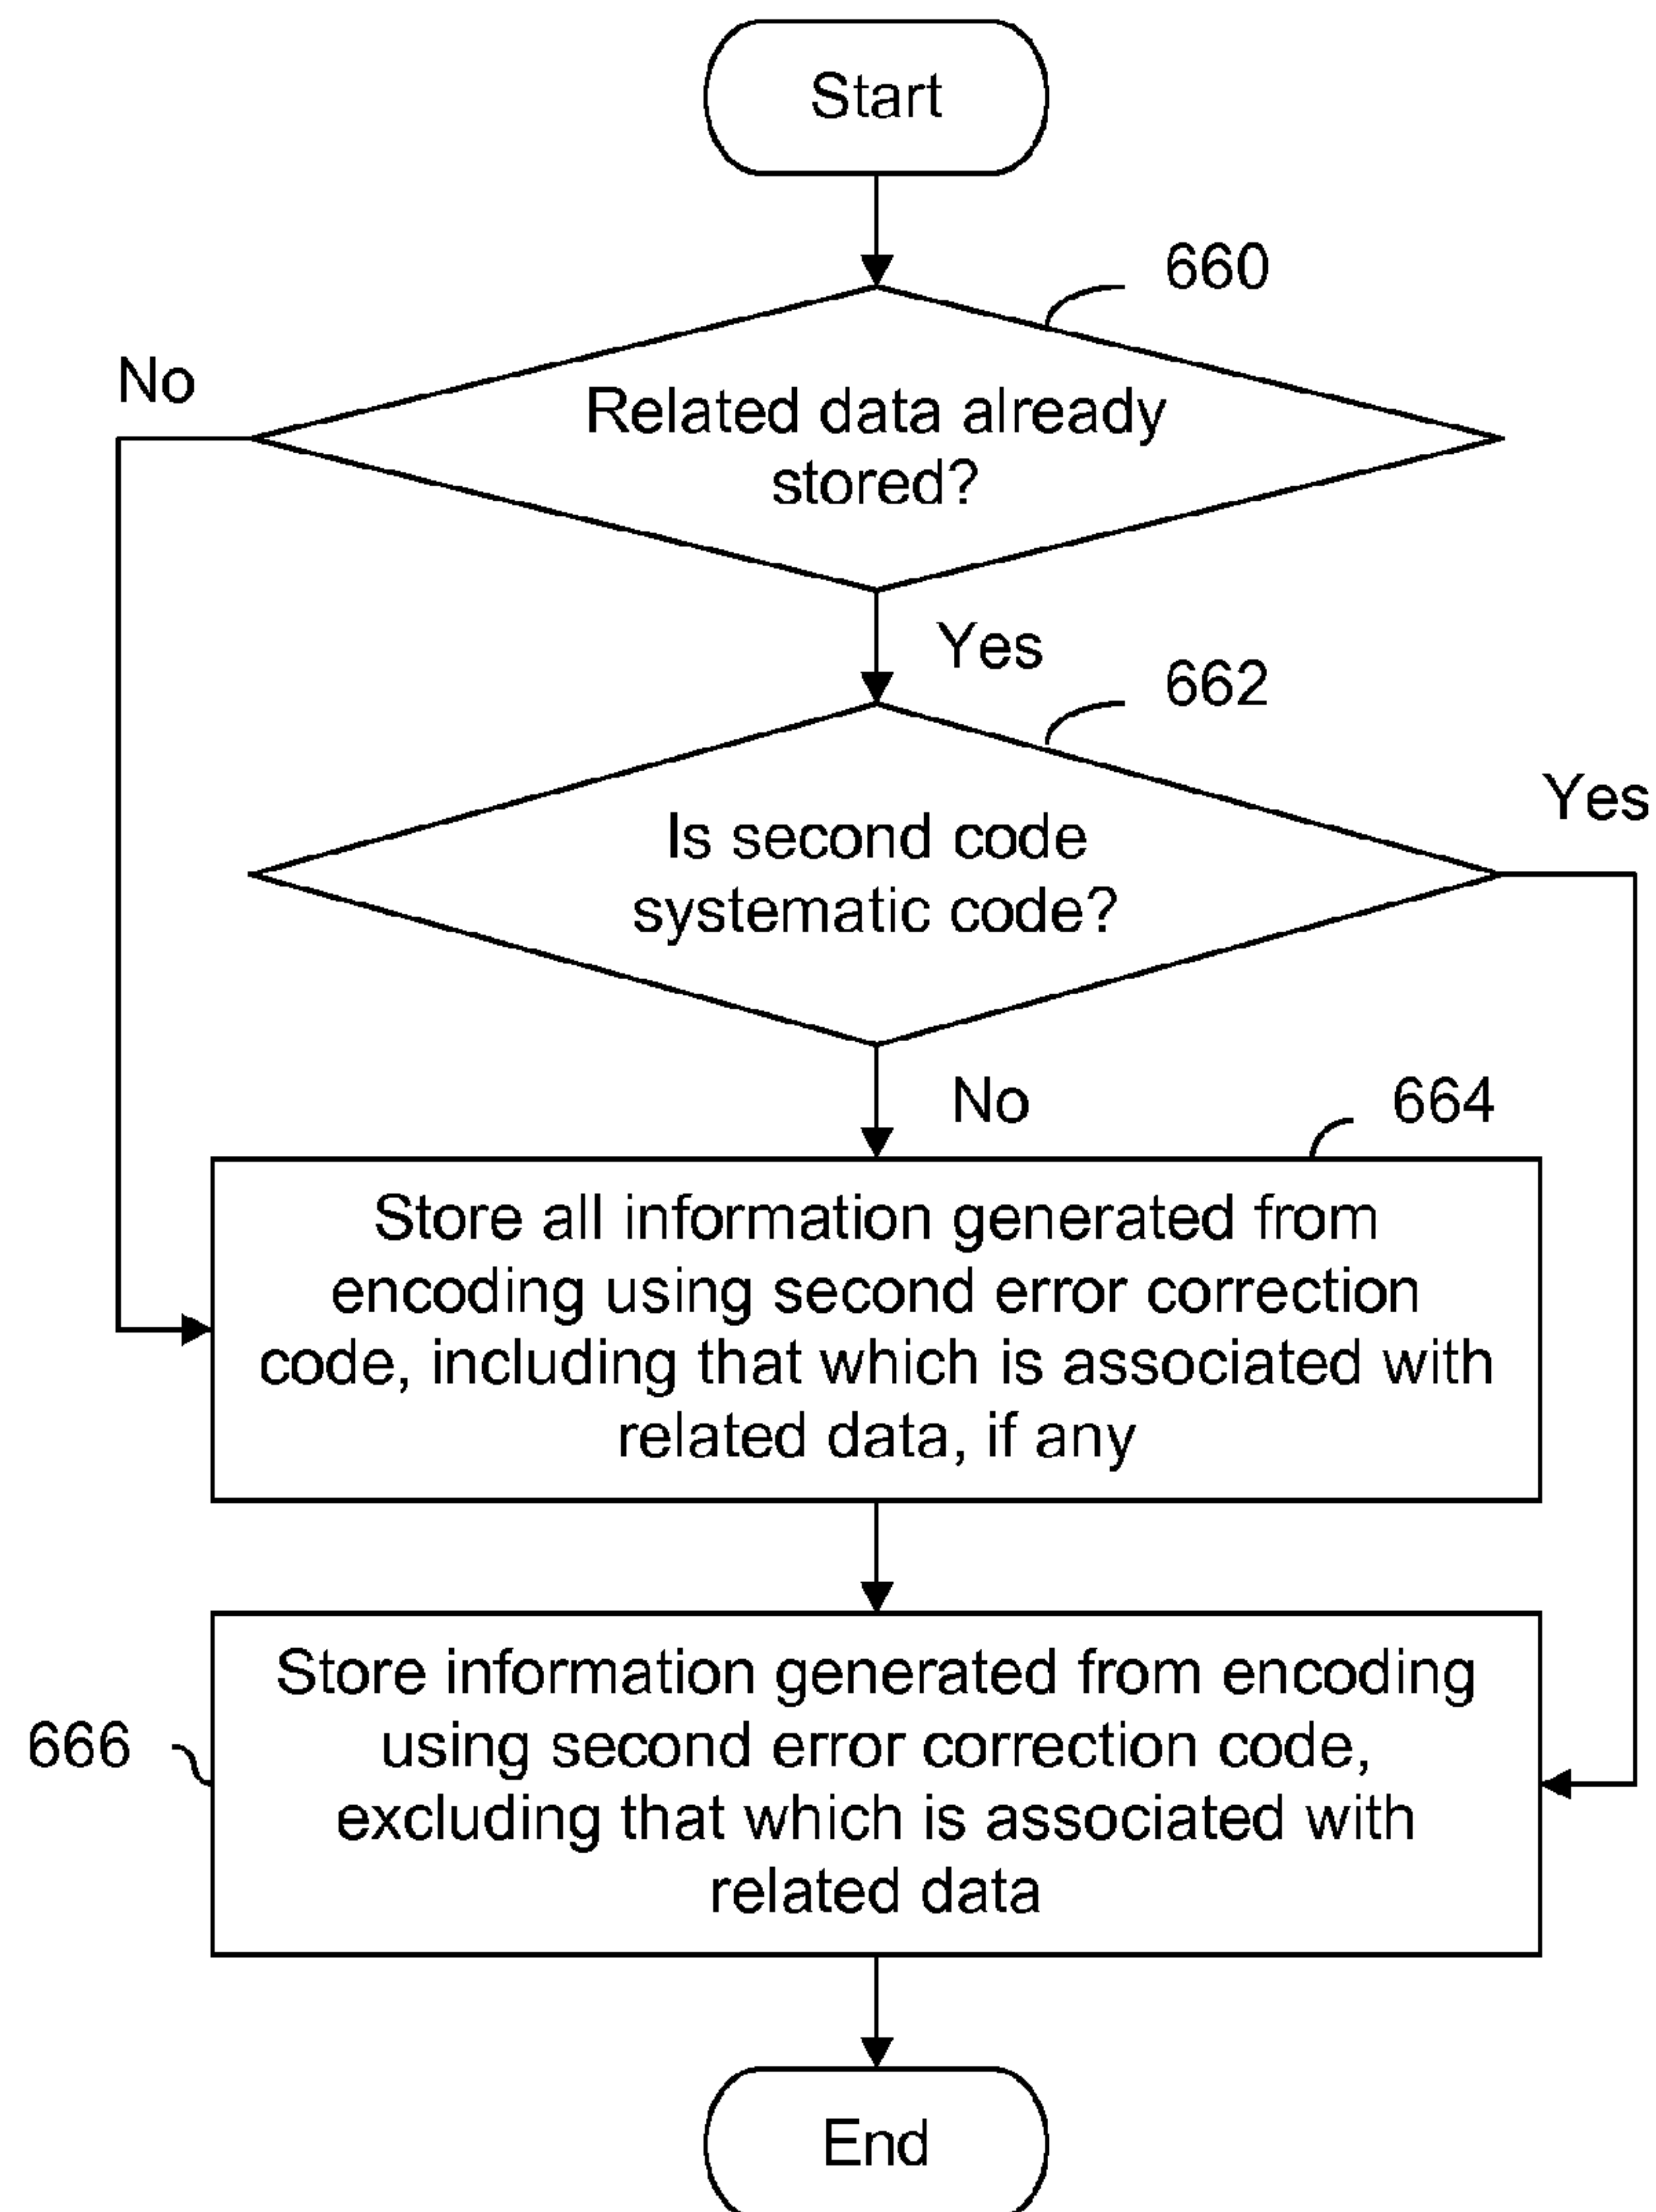 Start
660
No
Related data already
stored?
Yes
662
Yes
Is second code
systematic code?
No
664
Store all information generated from
encoding using second error correction
code, including that which is associated with
related data, if any
Store information generated from encoding
666
using second error correction code,
excluding that which is associated with
related data
End